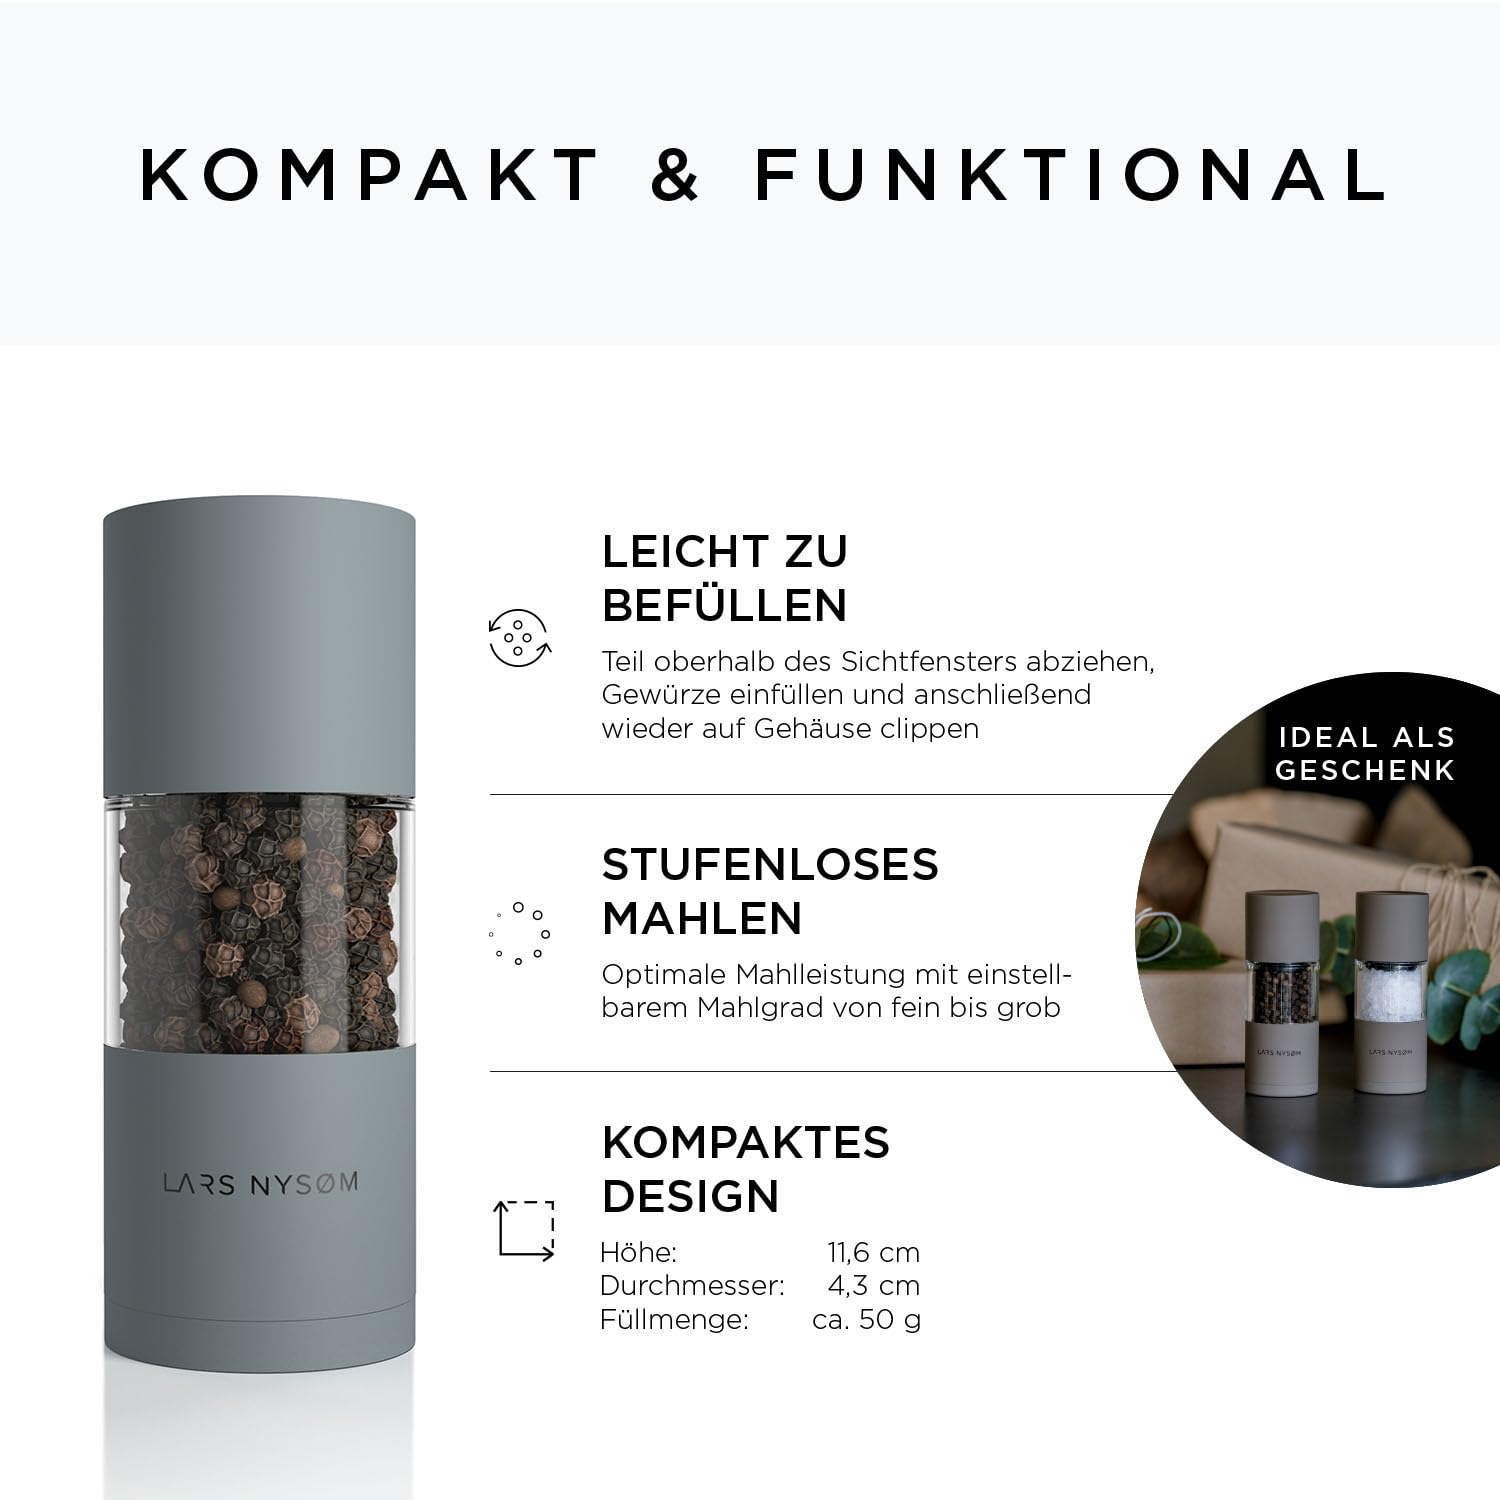 KOMPAKT & FUNKTIONAL
LEICHT ZU
BEFÜLLEN
Teil oberhalb des Sichtfensters abziehen,
Gewürze einfüllen und anschließend
wieder auf Gehäuse clippen
IDEAL ALS
GESCHENK
STUFENLOSES
MAHLEN
Optimale Mahlleistung mit einstell-
barem Mahlgrad von fein bis grob
LARS NYSØM
LARS NYSØM
KOMPAKTES
DESIGN
Höhe: 11,6 cm
Durchmesser: 4,3 cm
Füllmenge: ca. 50 g
LARS NYSØM